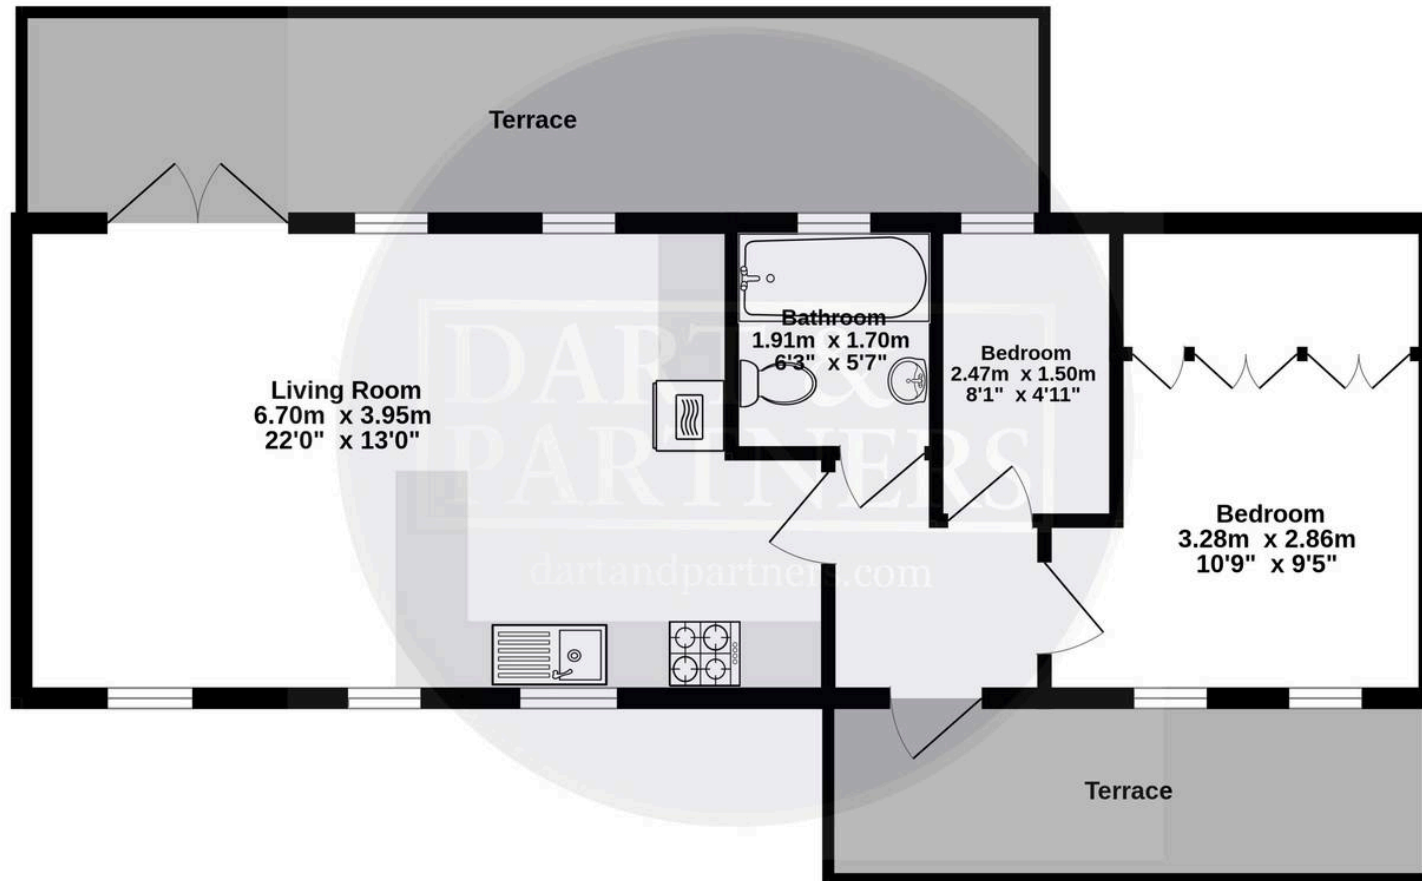 Terrace
Living Room
6.70m x 3.95m
22'0" x 13'0"
Bathroom
1.91m x 1.70m
6'3" x 5'7"
Bedroom
2.47m x 1.50m
8'1" x 4'11"
Bedroom
3.28m x 2.86m
10'9" x 9'5"
Terrace
DART &
PARTNERS
dartandpartners.com